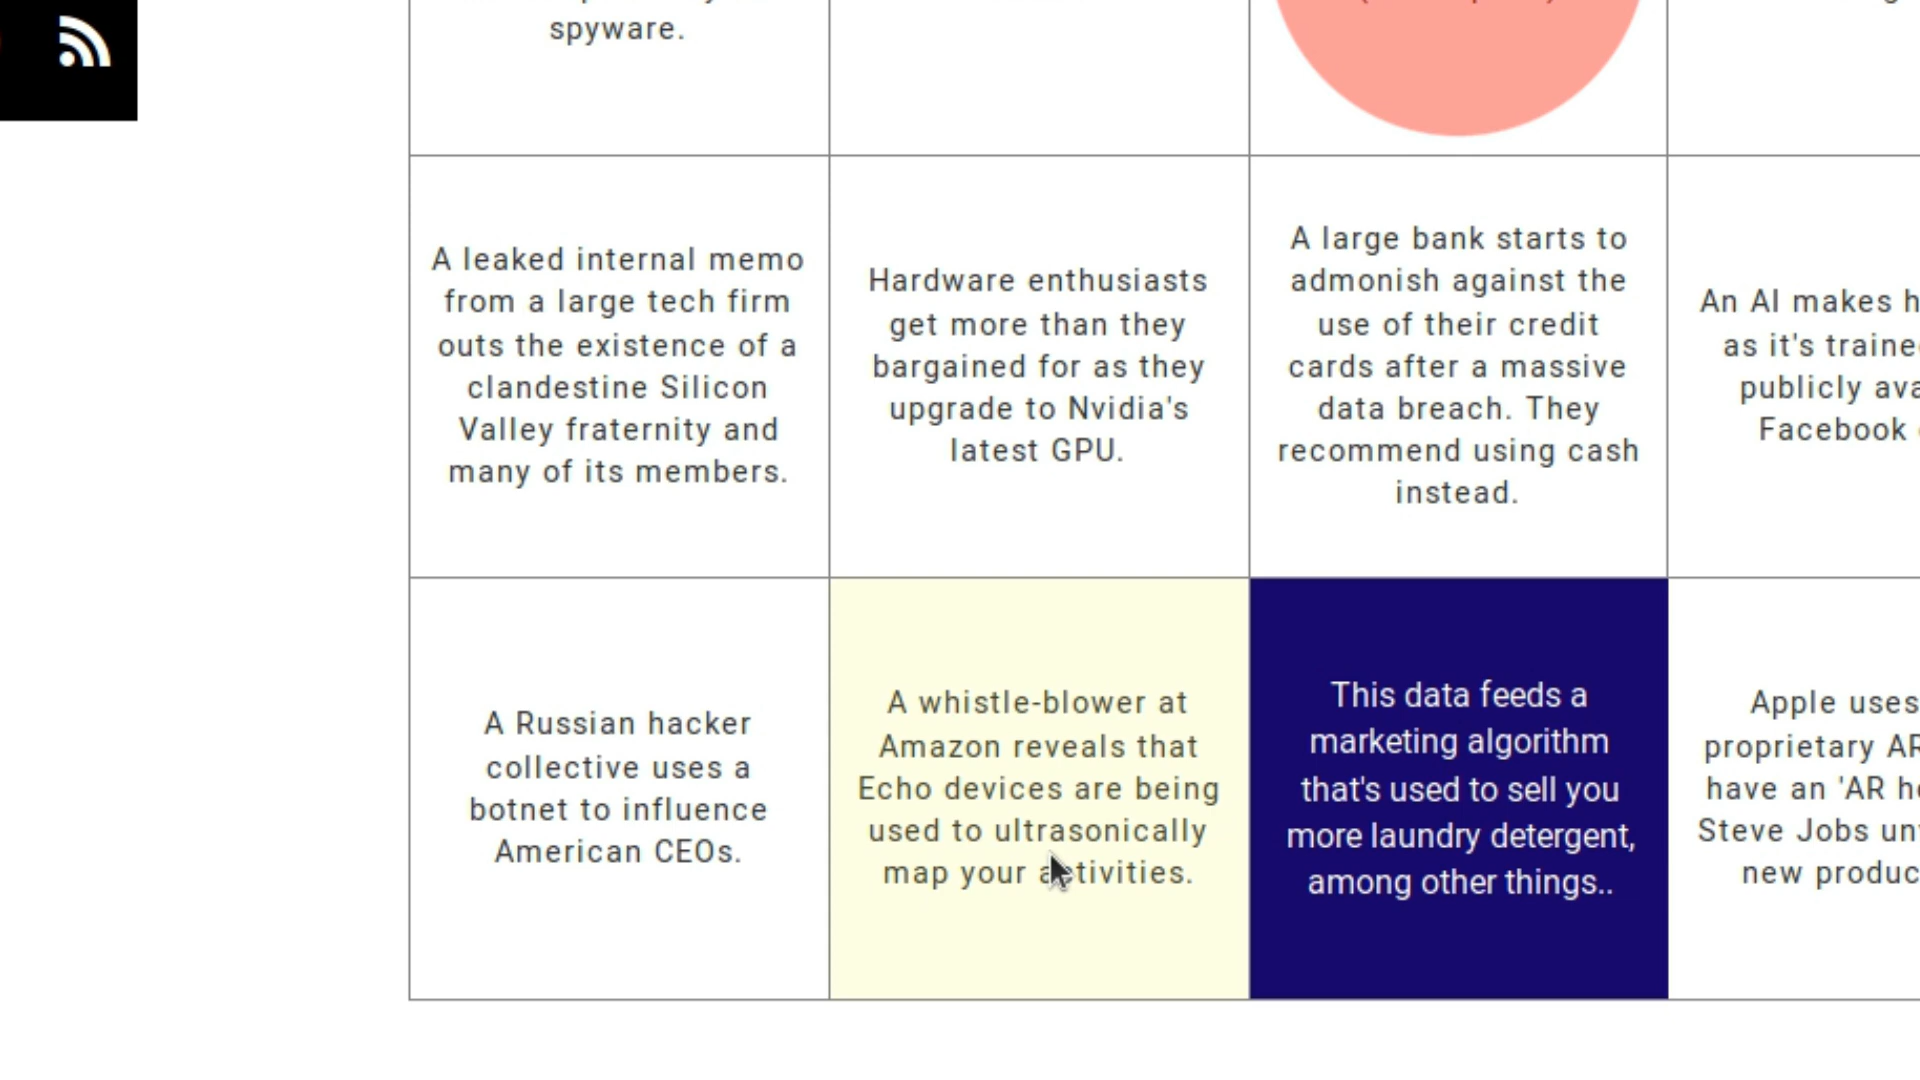 spyware.
A leaked internal memo
from a large tech firm
outs the existence of a
clandestine Silicon
Valley fraternity and
many of its members.
Hardware enthusiasts
get more than they
bargained for as they
upgrade to Nvidia's
latest GPU.
A large bank starts to
admonish against the
use of their credit
cards after a massive
data breach. They
recommend using cash
instead.
An AI makes
as it's
publicly
Facebook
A Russian hacker
collective uses a
botnet to influence
American CEOs.
A whistle-blower at
Amazon reveals that
Echo devices are being
used to ultrasonically
map your activities.
This data feeds a
marketing algorithm
that's used to sell you
more laundry detergent,
among other things..
Apple uses
proprietary AR
have an 'AR
Steve Jobs
new